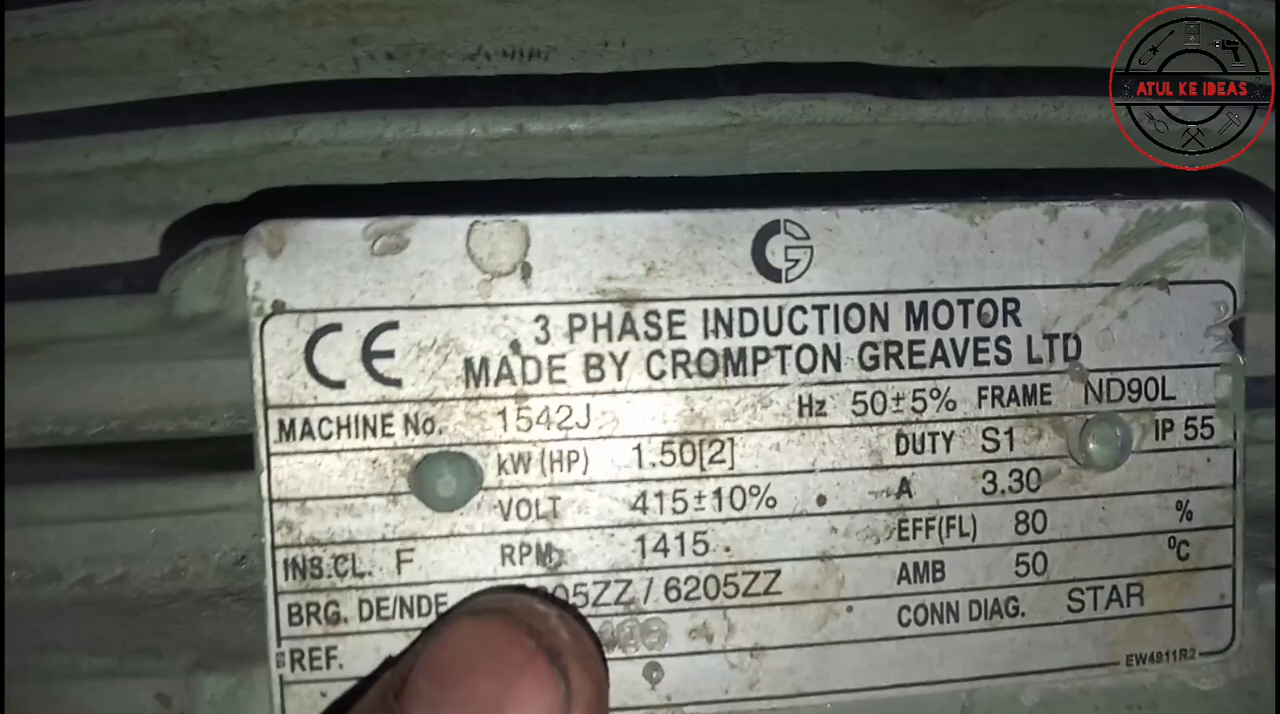 ATUL KE IDEAS
CG
3 PHASE INDUCTION MOTOR
MADE BY CROMPTON GREAVES LTD
CE
MACHINE No. 1542J Hz 50±5% FRAME ND90L
kW (HP) 1.50[2] DUTY S1 IP 55
VOLT 415±10% A 3.30
INS.CL. F RPM 1415 EFF(FL) 80 %
BRG. DE/NDE 05ZZ / 6205ZZ AMB 50 °C
REF. CONN DIAG. STAR
EW4911R2